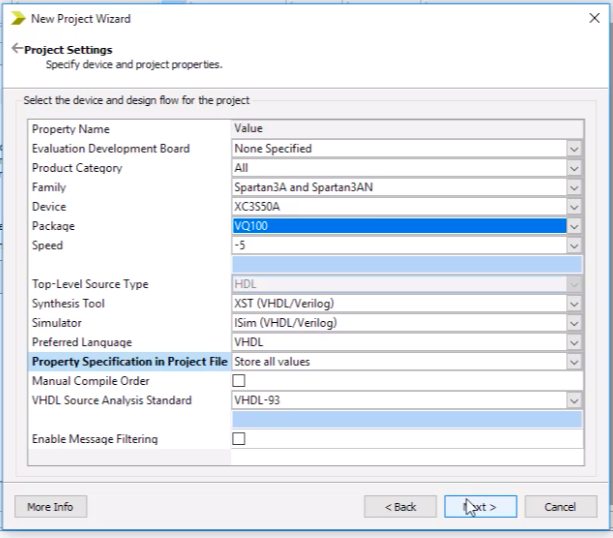 New Project Wizard
Project Settings
Specify device and project properties.
Select the device and design flow for the project
Property Name Value
Evaluation Development Board None Specified
Product Category All
Family Spartan3A and Spartan3AN
Device XC3S50A
Package VQ100
Speed -5
Top-Level Source Type HDL
Synthesis Tool XST (VHDL/Verilog)
Simulator ISim (VHDL/Verilog)
Preferred Language VHDL
Property Specification in Project File Store all values
Manual Compile Order
VHDL Source Analysis Standard VHDL-93
Enable Message Filtering
More Info < Back Next > Cancel